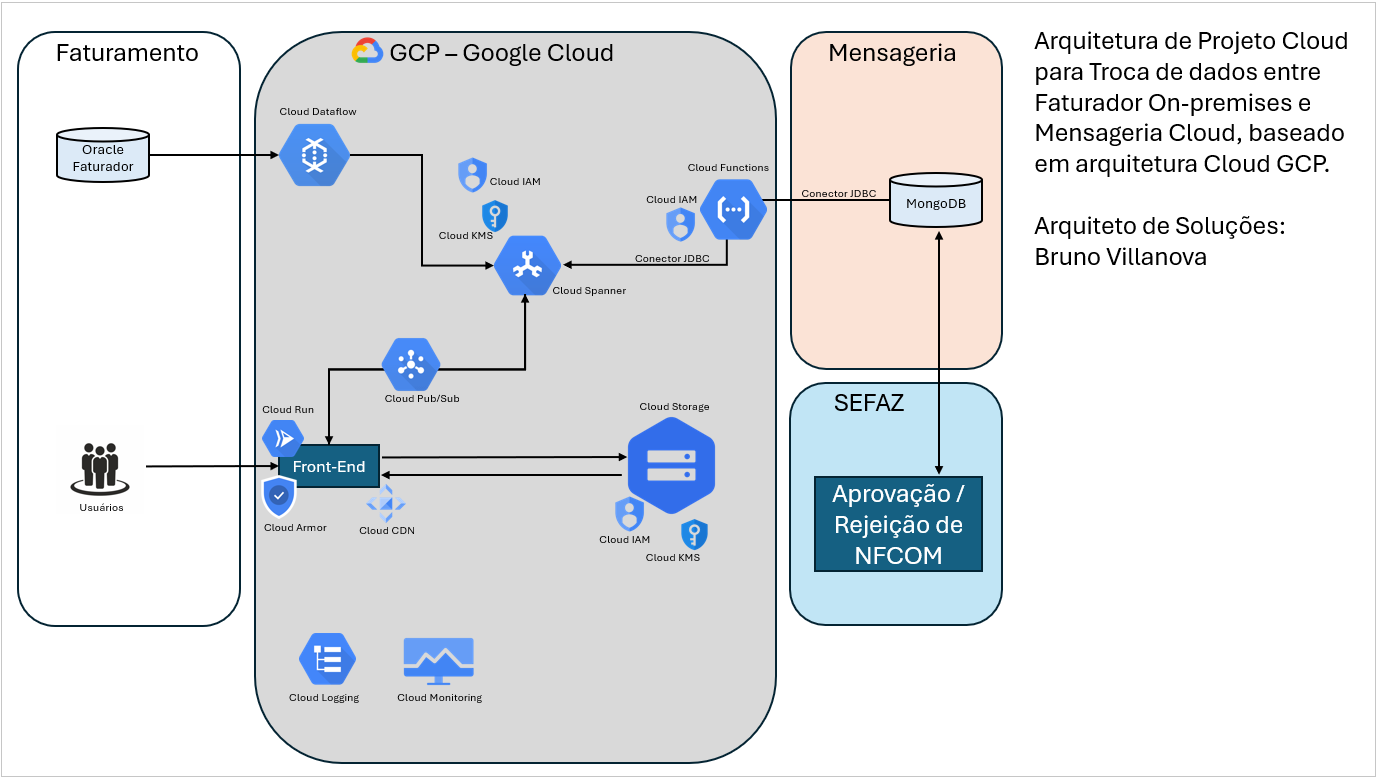 Faturamento
GCP – Google Cloud
Mensageria
Arquitetura de Projeto Cloud
para Troca de dados entre
Faturador On-premises e
Mensageria Cloud, baseado
em arquitetura Cloud GCP.
Arquiteto de Soluções:
Bruno Villanova
Oracle
Faturador
Cloud Dataflow
Cloud IAM
Cloud KMS
Cloud Spanner
Cloud Functions
Cloud IAM
Conector JDBC
Conector JDBC
MongoDB
Cloud Pub/Sub
Cloud Run
Front-End
Cloud Armor
Cloud CDN
Usuários
Cloud Storage
Cloud IAM
Cloud KMS
SEFAZ
Aprovação /
Rejeição de
NFCOM
Cloud Logging
Cloud Monitoring